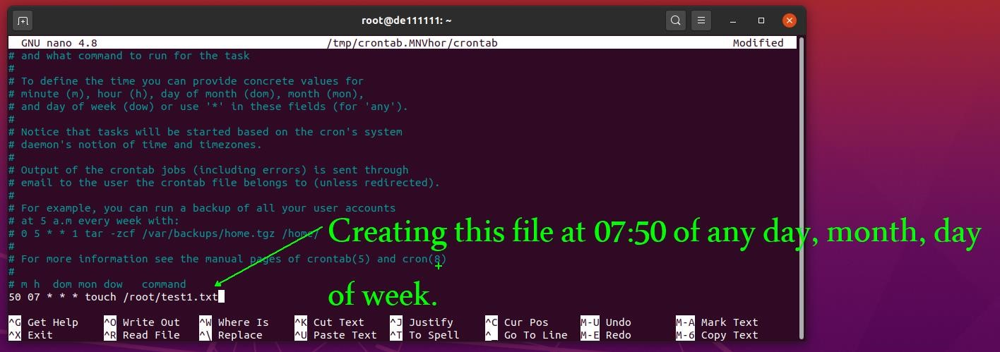 root@de111111: ~
GNU nano 4.8 /tmp/crontab.MNVhor/crontab Modified
# and what command to run for the task
#
# To define the time you can provide concrete values for
# minute (m), hour (h), day of month (dom), month (mon),
# and day of week (dow) or use '*' in these fields (for 'any').
#
# Notice that tasks will be started based on the cron's system
# daemon's notion of time and timezones.
#
# Output of the crontab jobs (including errors) is sent through
# email to the user the crontab file belongs to (unless redirected).
#
# For example, you can run a backup of all your user accounts
# at 5 a.m every week with:
# 0 5 * * 1 tar -zcf /var/backups/home.tgz /home/
#
# For more information see the manual pages of crontab(5) and cron(8)
#
# m h  dom mon dow   command
50 07 * * * touch /root/test1.txt
Creating this file at 07:50 of any day, month, day
of week.
^G Get Help ^O Write Out ^W Where Is ^K Cut Text ^J Justify ^C Cur Pos M-U Undo M-A Mark Text
^X Exit ^R Read File ^\ Replace ^U Paste Text ^T To Spell ^_ Go To Line M-E Redo M-6 Copy Text